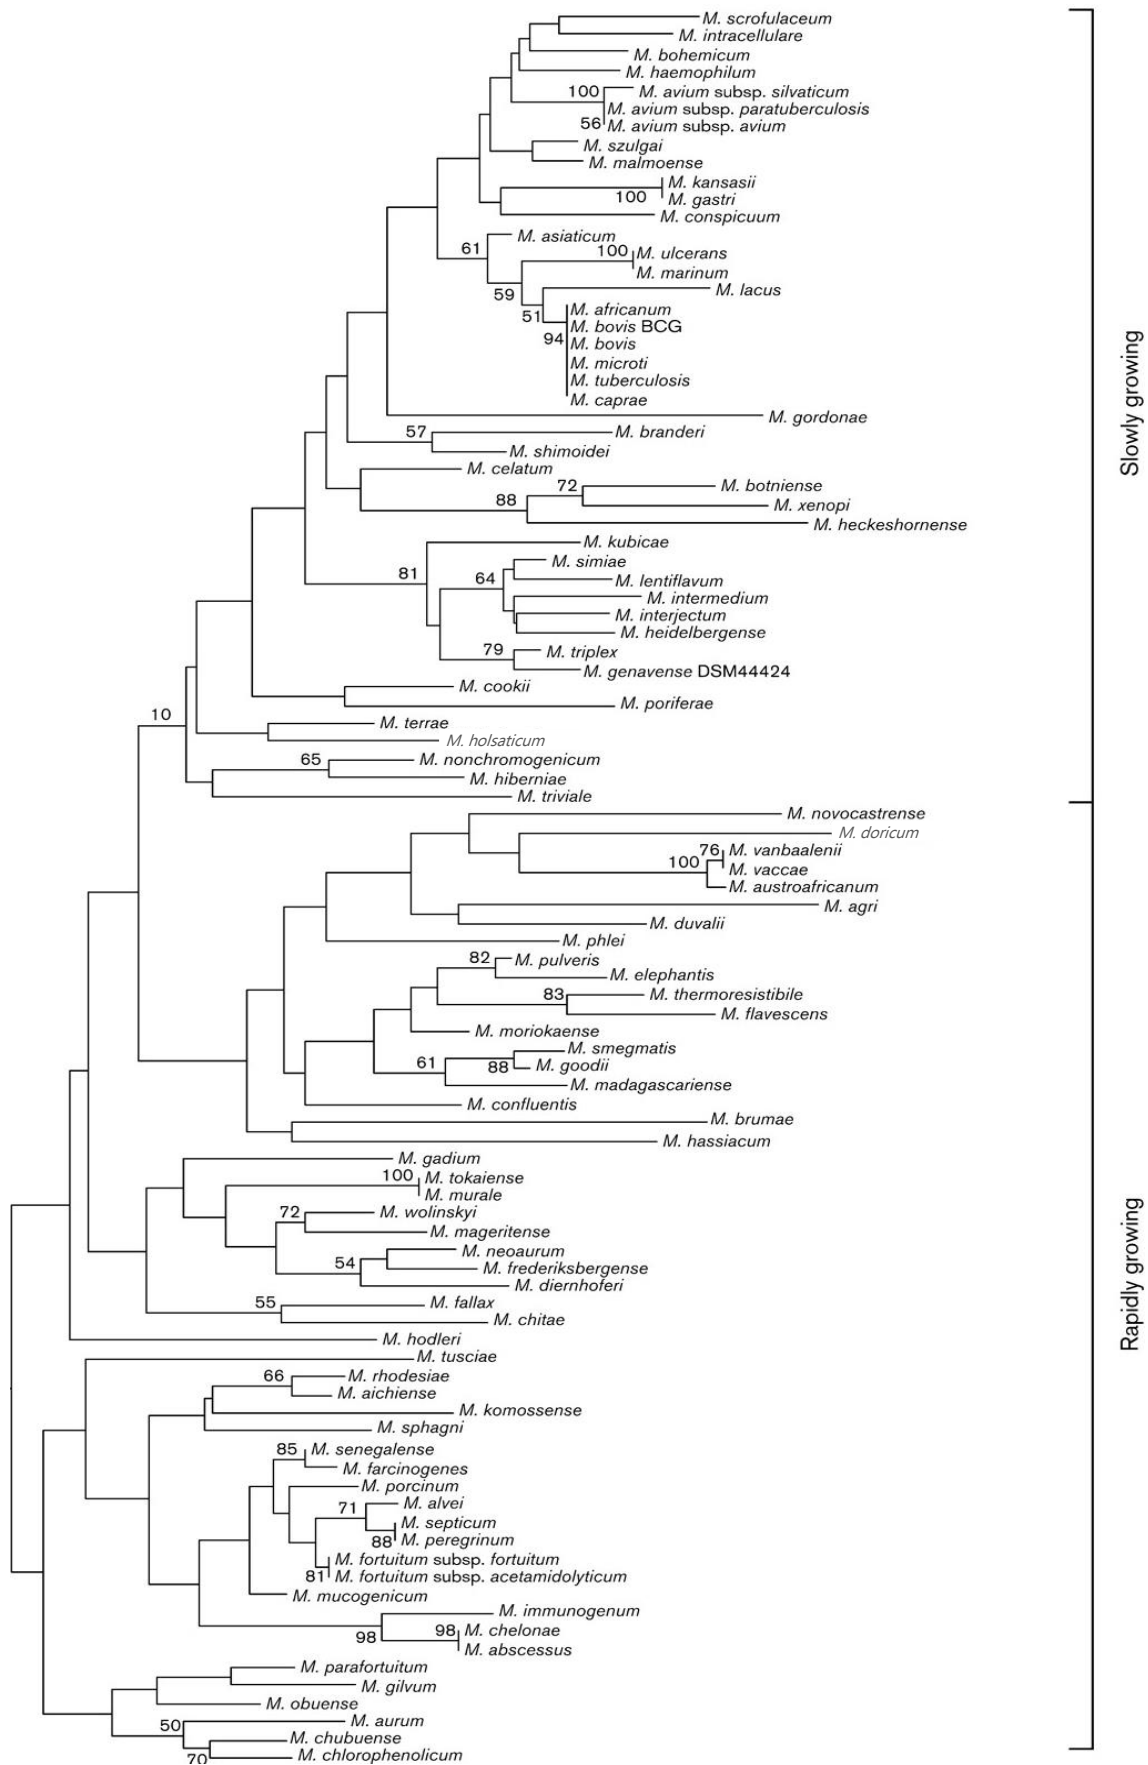 M. scrofulaceum
M. intracellulare
M. bohemicum
M. haemophilum
100
M. avium subsp. silvaticum
M. avium subsp. paratuberculosis
56
M. avium subsp. avium
M. szulgai
M. malmoense
M. kansasii
100
M. gastri
M. conspicuum
M. asiaticum
61
100
M. ulcerans
M. marinum
59
M. lacus
M. africanum
51
M. bovis BCG
94
M. bovis
M. microti
M. tuberculosis
M. caprae
M. gordonae
57
M. branderi
M. shimoidei
M. celatum
72
M. botniense
88
M. xenopi
M. heckeshornense
M. kubicae
M. simiae
81
64
M. lentiflavum
M. intermedium
M. interjectum
M. heidelbergense
79
M. triplex
M. genavense DSM44424
M. cookii
M. poriferae
10
M. terrae
M. holsaticum
65
M. nonchromogenicum
M. hiberniae
M. triviale
Slowly growing
M. novocastrense
M. doricum
76
M. vanbaalenii
100
M. vaccae
M. austroafricanum
M. agri
M. duvalii
M. phlei
82
M. pulveris
M. elephantis
83
M. thermoresistibile
M. flavescens
M. moriokaense
M. smegmatis
61
88
M. goodii
M. madagascariense
M. confluentis
M. brumae
M. hassiacum
M. gadium
100
M. tokaiense
M. murale
72
M. wolinskyi
M. mageritense
M. neoaurum
54
M. frederiksbergense
M. diernhoferi
55
M. fallax
M. chitae
M. hodleri
M. tusciae
66
M. rhodesiae
M. aichiense
M. komossense
M. sphagni
85
M. senegalense
M. farcinogenes
M. porcinum
71
M. alvei
M. septicum
88
M. peregrinum
M. fortuitum subsp. fortuitum
81
M. fortuitum subsp. acetamidolyticum
M. mucogenicum
M. immunogenum
98
98
M. chelonae
M. abscessus
M. parafortuitum
M. gilvum
M. obuense
50
M. aurum
M. chubuense
70
M. chlorophenolicum
Rapidly growing